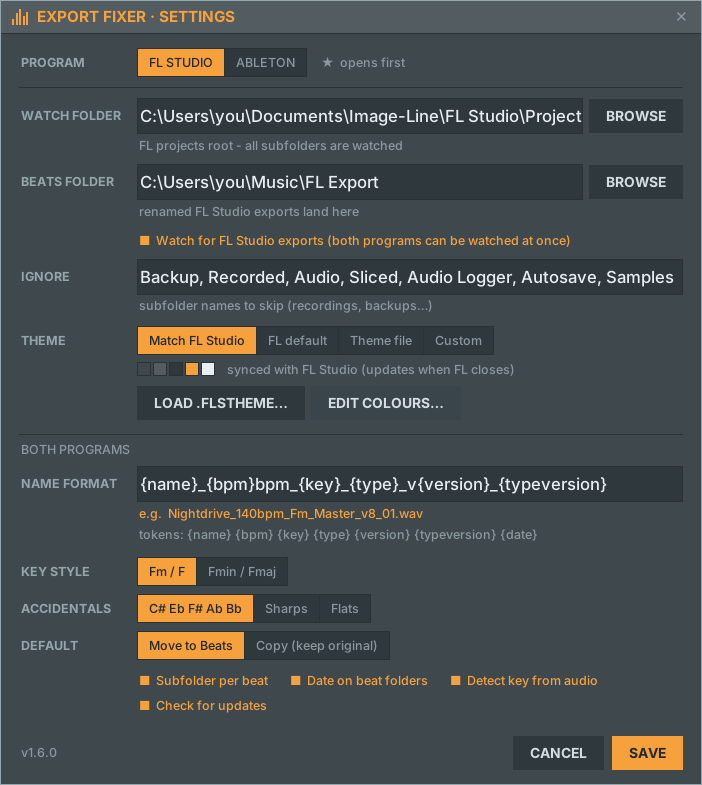 EXPORT FIXER · SETTINGS ✕
PROGRAM FL STUDIO ABLETON ★ opens first
WATCH FOLDER C:\Users\you\Documents\Image-Line\FL Studio\Project BROWSE
FL projects root - all subfolders are watched
BEATS FOLDER C:\Users\you\Music\FL Export BROWSE
renamed FL Studio exports land here
Watch for FL Studio exports (both programs can be watched at once)
IGNORE Backup, Recorded, Audio, Sliced, Audio Logger, Autosave, Samples
subfolder names to skip (recordings, backups...)
THEME Match FL Studio FL default Theme file Custom
synced with FL Studio (updates when FL closes)
LOAD .FLSTHEME... EDIT COLOURS...
BOTH PROGRAMS
NAME FORMAT {name}_{bpm}bpm_{key}_{type}_v{version}_{typeversion}
e.g. Nightdrive_140bpm_Fm_Master_v8_01.wav
tokens: {name} {bpm} {key} {type} {version} {typeversion} {date}
KEY STYLE Fm / F Fmin / Fmaj
ACCIDENTALS C# Eb F# Ab Bb Sharps Flats
DEFAULT Move to Beats Copy (keep original)
Subfolder per beat Date on beat folders Detect key from audio
Check for updates
v1.6.0 CANCEL SAVE